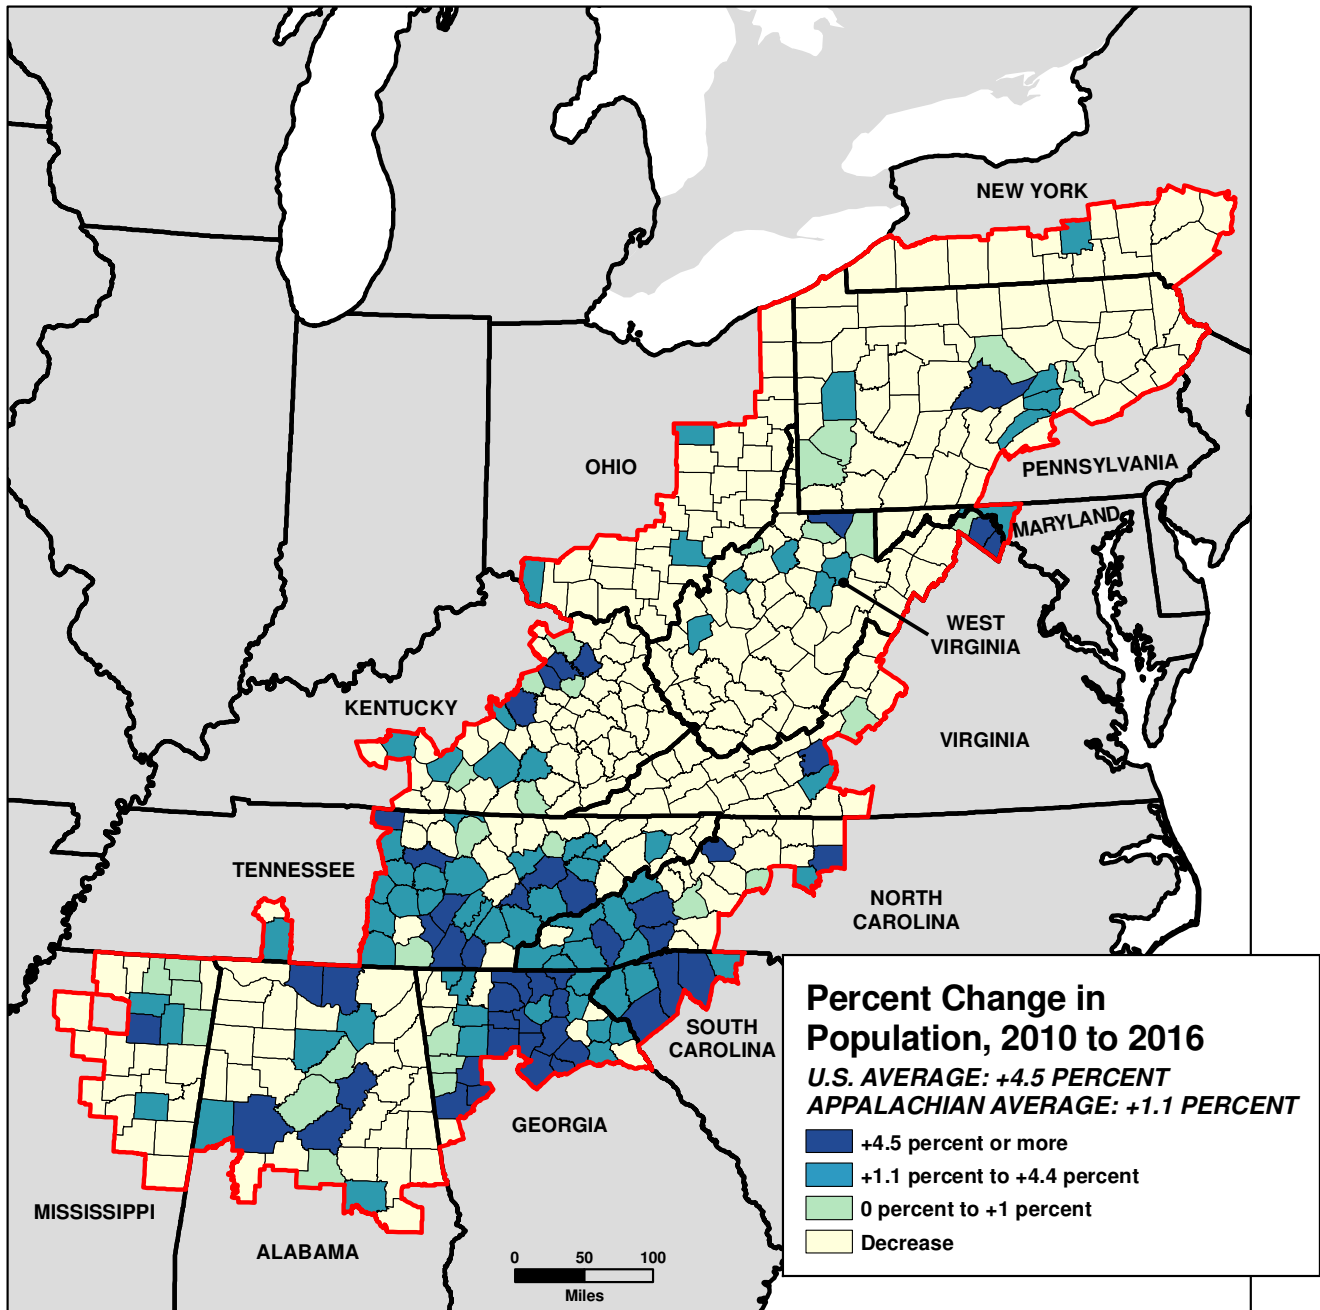 NEW YORK
OHIO
PENNSYLVANIA
MARYLAND
WEST
VIRGINIA
KENTUCKY
VIRGINIA
TENNESSEE
NORTH
CAROLINA
SOUTH
CAROLINA
GEORGIA
MISSISSIPPI
ALABAMA
0 50 100
Miles
Percent Change in
Population, 2010 to 2016
U.S. AVERAGE: +4.5 PERCENT
APPALACHIAN AVERAGE: +1.1 PERCENT
+4.5 percent or more
+1.1 percent to +4.4 percent
0 percent to +1 percent
Decrease